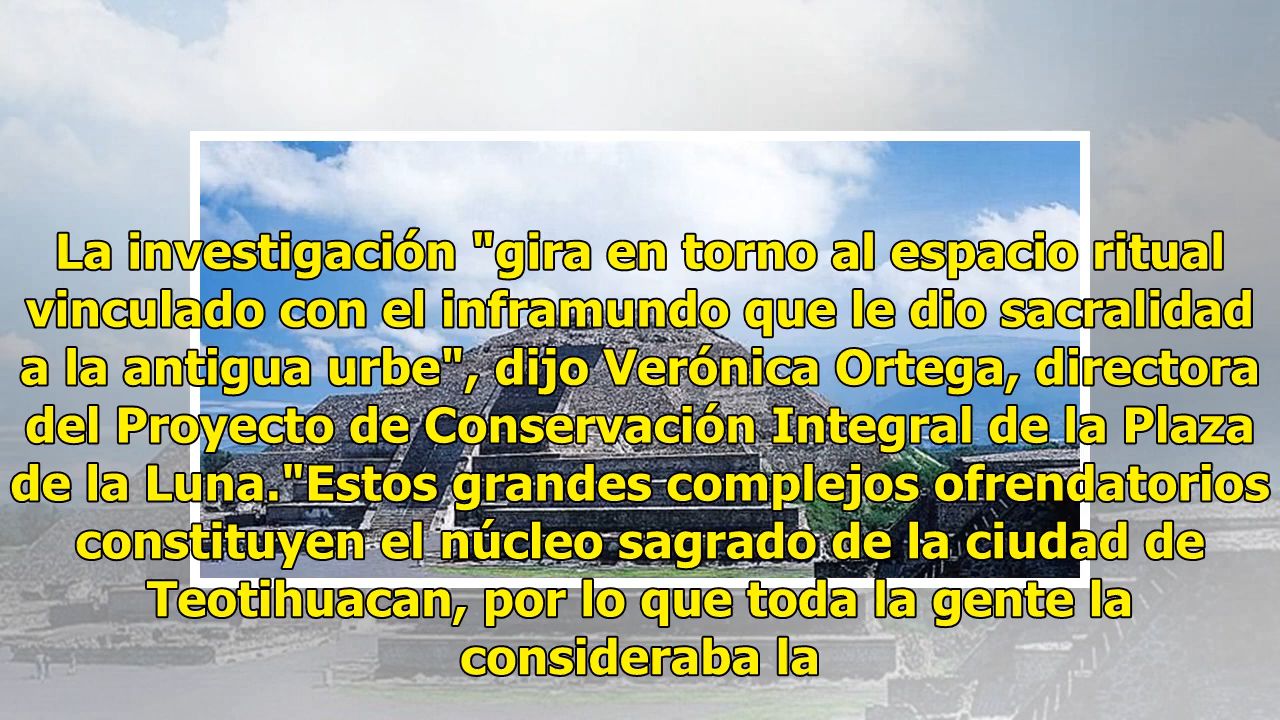 La investigación "gira en torno al espacio ritual
vinculado con el inframundo que le dio sacralidad
a la antigua urbe", dijo Verónica Ortega, directora
del Proyecto de Conservación Integral de la Plaza
de la Luna."Estos grandes complejos ofrendatorios
constituyen el núcleo sagrado de la ciudad de
Teotihuacan, por lo que toda la gente la
consideraba la